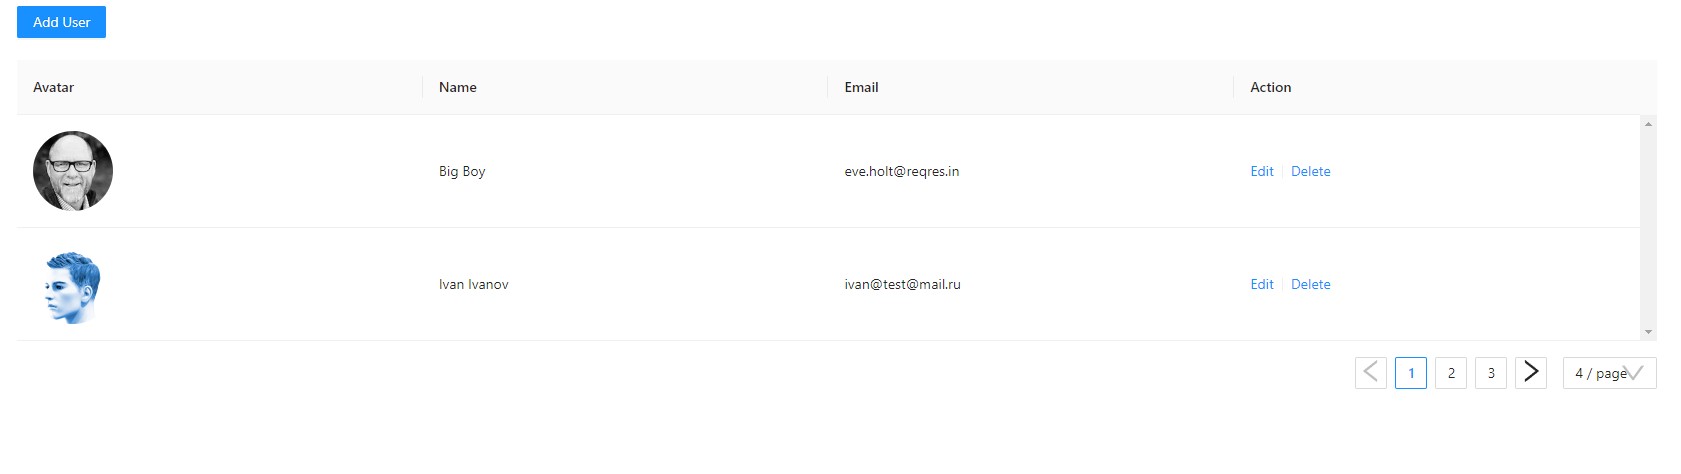 Add User
Avatar Name Email Action
Big Boy eve.holt@reqres.in Edit Delete
Ivan Ivanov ivan@test@mail.ru Edit Delete
1 2 3 4 / page